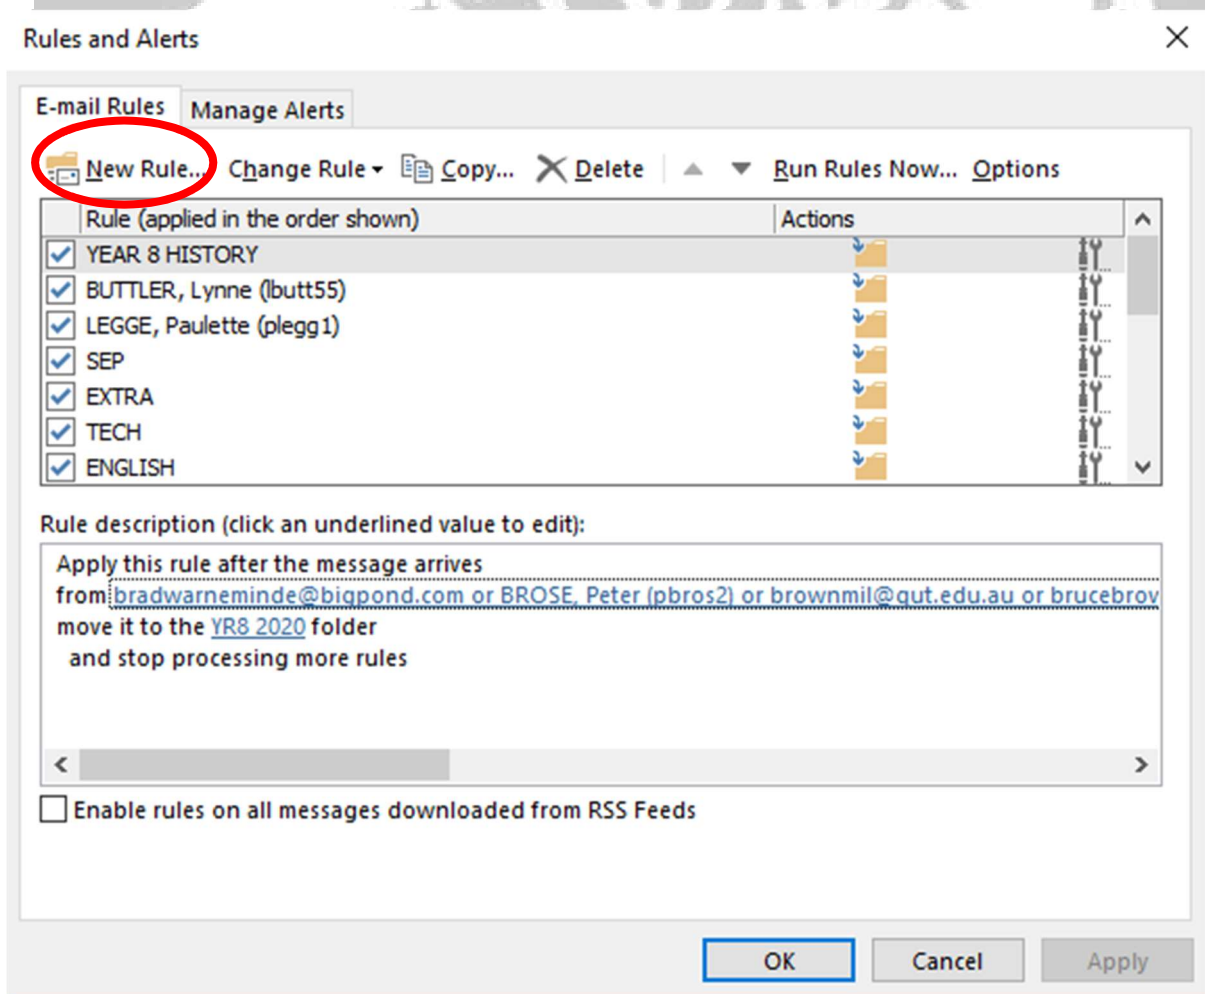 Rules and Alerts
E-mail Rules Manage Alerts
New Rule... Change Rule Copy... Delete Run Rules Now... Options
Rule (applied in the order shown) Actions
YEAR 8 HISTORY
BUTTLER, Lynne (lbutt55)
LEGGE, Paulette (plegg1)
SEP
EXTRA
TECH
ENGLISH
Rule description (click an underlined value to edit):
Apply this rule after the message arrives
from bradwarneminde@bigpond.com or BROSE, Peter (pbros2) or brownmil@qut.edu.au or brucebrov
move it to the YR8 2020 folder
and stop processing more rules
Enable rules on all messages downloaded from RSS Feeds
OK Cancel Apply